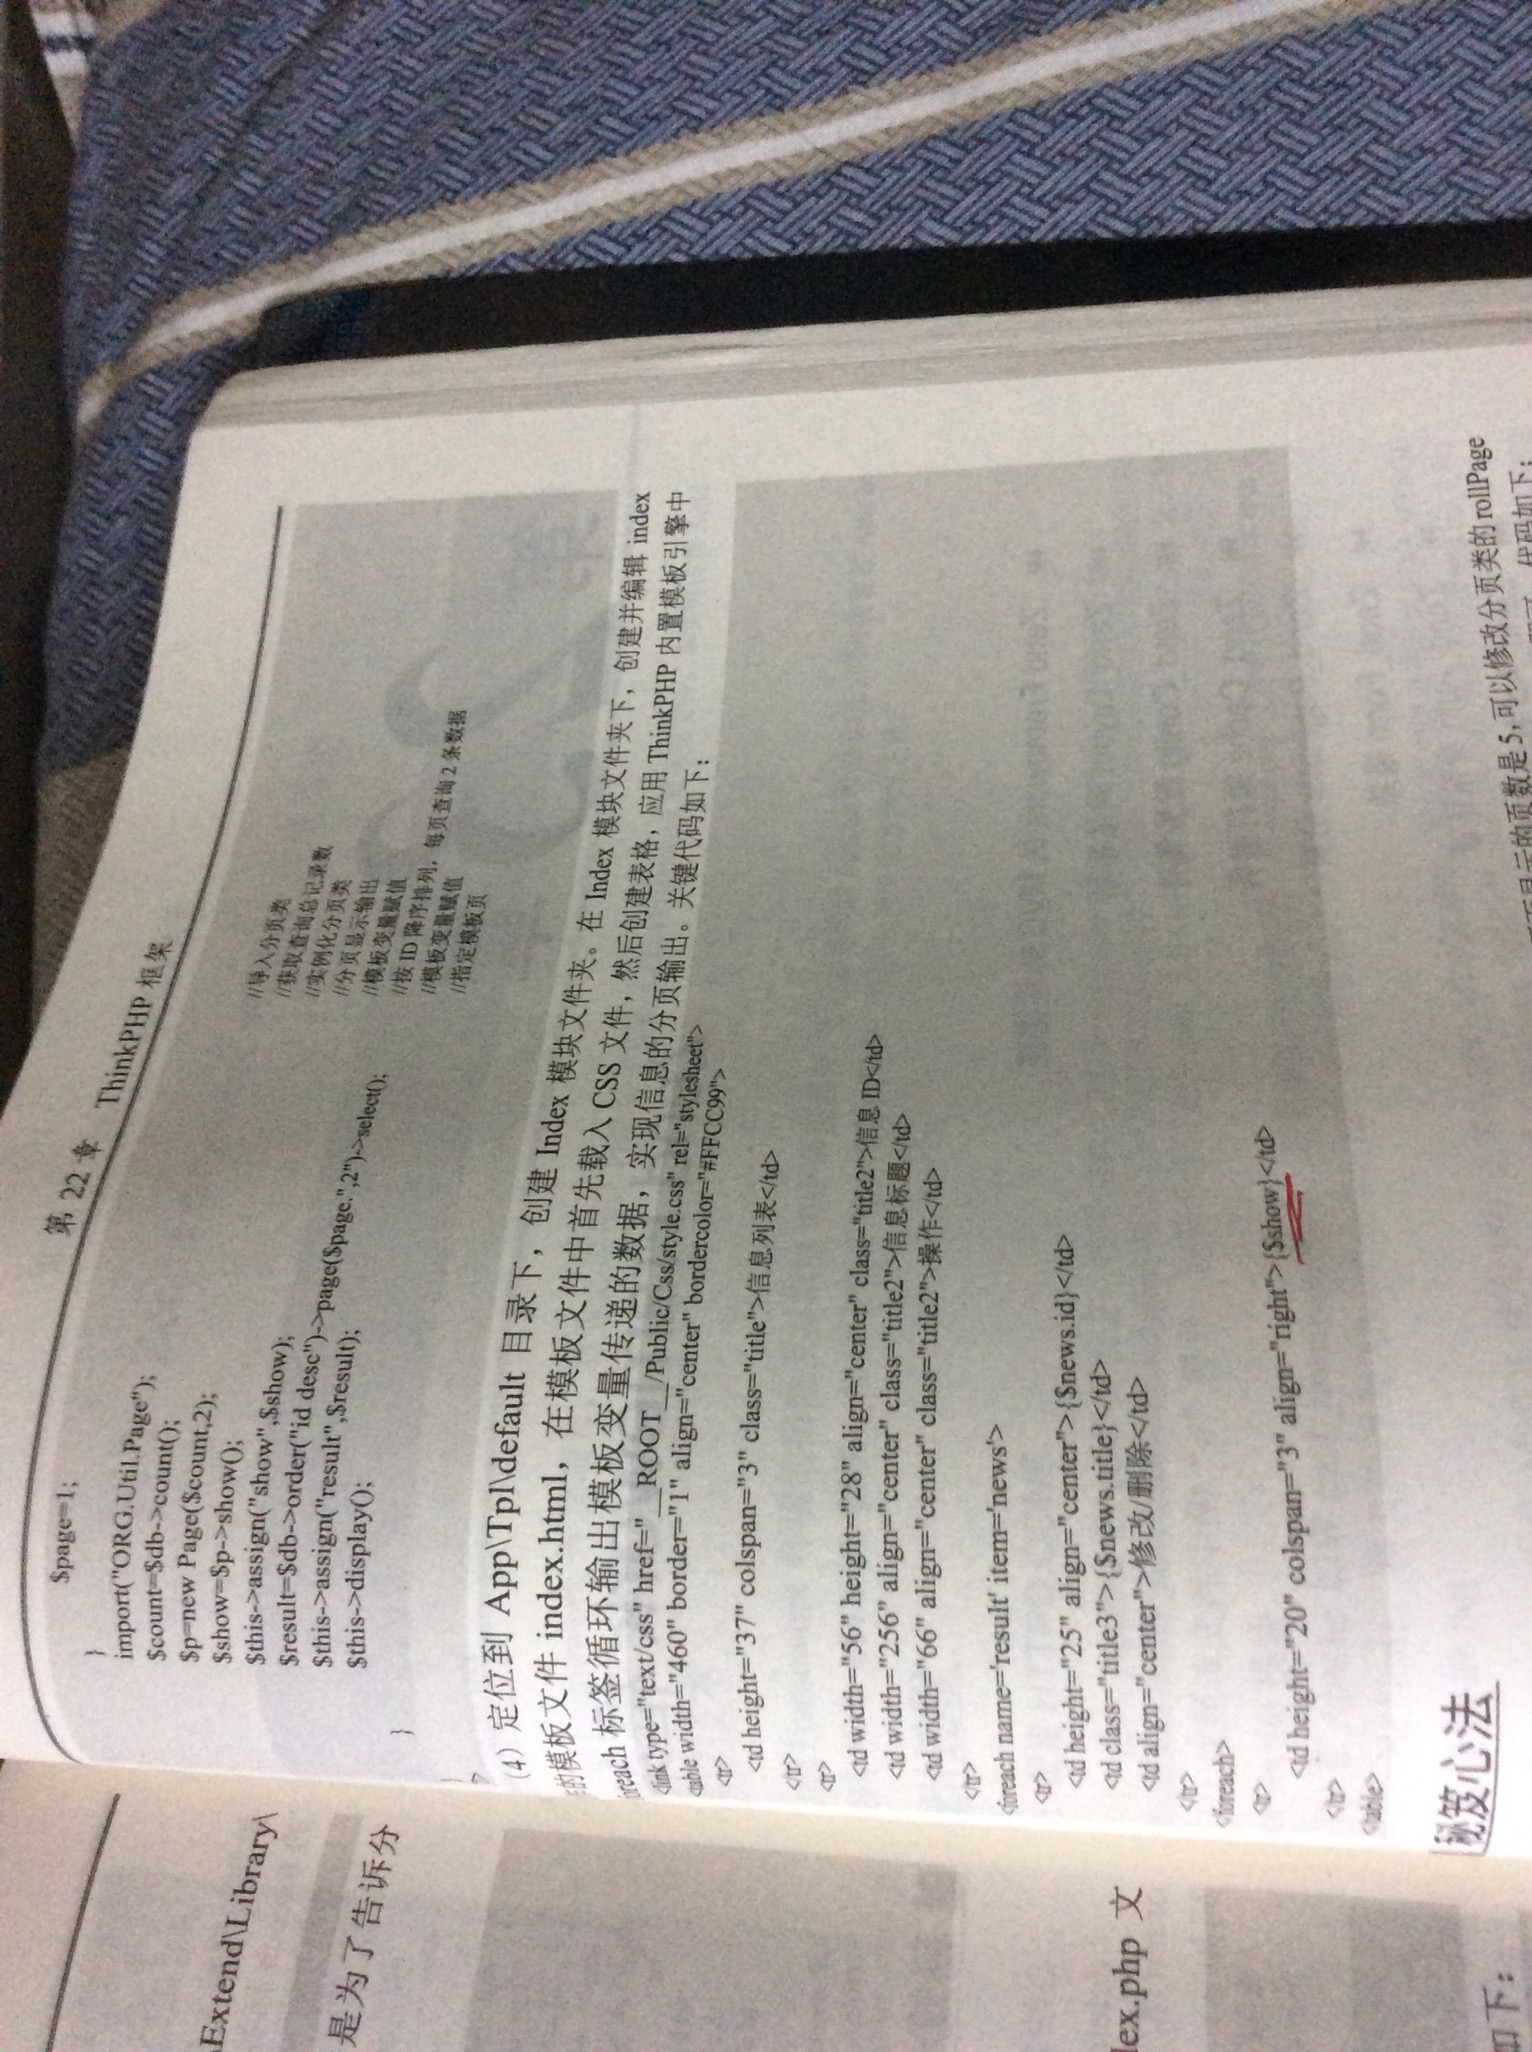 第 22 章 ThinkPHP 框架
$page=1;
}
import("ORG.Util.Page"); //导入分页类
$count=$db->count(); //获取查询总记录数
$p=new Page($count,2); //实例化分页类
$show=$p->show(); //分页显示输出
$this->assign("show",$show); //模板变量赋值
$result=$db->order("id desc")->page($page.",2")->select(); //按 ID 降序排列，每页查询 2 条数据
$this->assign("result",$result); //模板变量赋值
$this->display(); //指定模板页
}
（4）定位到 App\Tpl\default 目录下，创建 Index 模块文件夹。在 Index 模块文件夹下，创建并编辑 index
的模板文件 index.html，在模板文件中首先载入 CSS 文件，然后创建表格，应用 ThinkPHP 内置模板引擎中
reach 标签循环输出模板变量传递的数据，实现信息的分页输出。关键代码如下：
<link type="text/css" href="__ROOT__/Public/Css/style.css" rel="stylesheet">
<table width="460" border="1" align="center" bordercolor="#FFCC99">
<tr>
<td height="37" colspan="3" class="title">信息列表</td>
</tr>
<tr>
<td width="56" height="28" align="center" class="title2">信息 ID</td>
<td width="256" align="center" class="title2">信息标题</td>
<td width="66" align="center" class="title2">操作</td>
</tr>
<foreach name='result' item='news'>
<tr>
<td height="25" align="center">{$news.id}</td>
<td class="title3">{$news.title}</td>
<td align="center">修改/删除</td>
</tr>
</foreach>
<tr>
<td height="20" colspan="3" align="right">{$show}</td>
</tr>
</table>
秘笈心法
显示的页数是 5，可以修改分页类的 rollPage
代码如下：
\Extend\Library\
是为了告诉分
dex.php 文
如下：